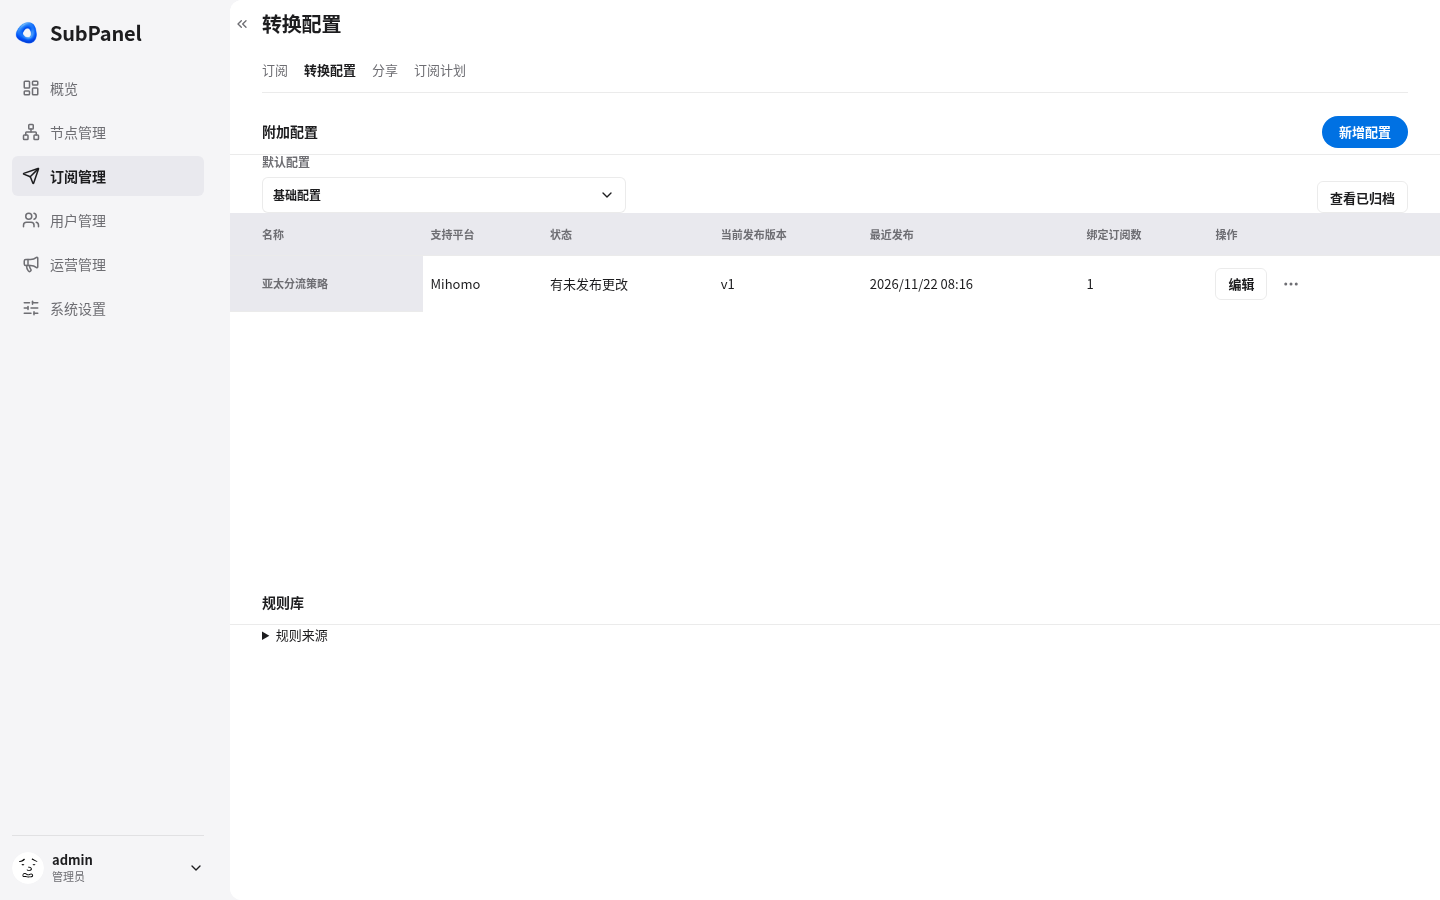 SubPanel
概览
节点管理
订阅管理
用户管理
运营管理
系统设置
admin
管理员
转换配置
订阅 转换配置 分享 订阅计划
附加配置 新增配置
默认配置
基础配置 查看已归档
名称 支持平台 状态 当前发布版本 最近发布 绑定订阅数 操作
亚太分流策略 Mihomo 有未发布更改 v1 2026/11/22 08:16 1 编辑
规则库
规则来源